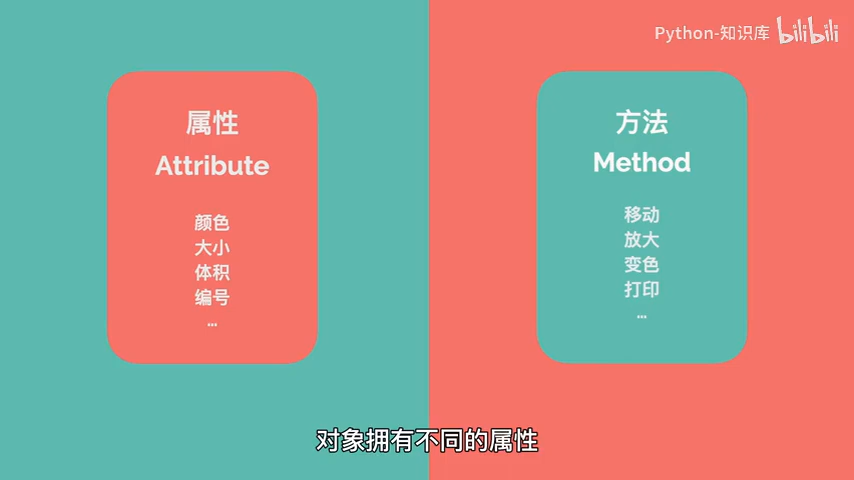 Python-知识库 bilibili
属性
Attribute
颜色
大小
体积
编号
…
方法
Method
移动
放大
变色
打印
…
对象拥有不同的属性